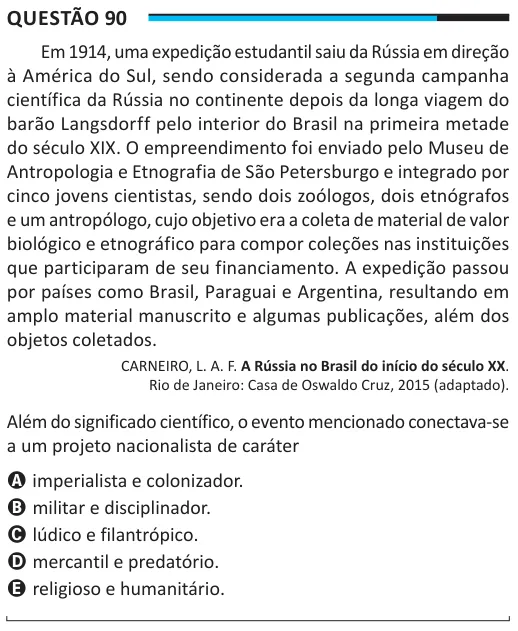 QUESTÃO 90
Em 1914, uma expedição estudantil saiu da Rússia em direção
à América do Sul, sendo considerada a segunda campanha
científica da Rússia no continente depois da longa viagem do
barão Langsdorff pelo interior do Brasil na primeira metade
do século XIX. O empreendimento foi enviado pelo Museu de
Antropologia e Etnografia de São Petersburgo e integrado por
cinco jovens cientistas, sendo dois zoólogos, dois etnógrafos
e um antropólogo, cujo objetivo era a coleta de material de valor
biológico e etnográfico para compor coleções nas instituições
que participaram de seu financiamento. A expedição passou
por países como Brasil, Paraguai e Argentina, resultando em
amplo material manuscrito e algumas publicações, além dos
objetos coletados.
CARNEIRO, L. A. F. A Rússia no Brasil do início do século XX.
Rio de Janeiro: Casa de Oswaldo Cruz, 2015 (adaptado).
Além do significado científico, o evento mencionado conectava-se
a um projeto nacionalista de caráter
A imperialista e colonizador.
B militar e disciplinador.
C lúdico e filantrópico.
D mercantil e predatório.
E religioso e humanitário.